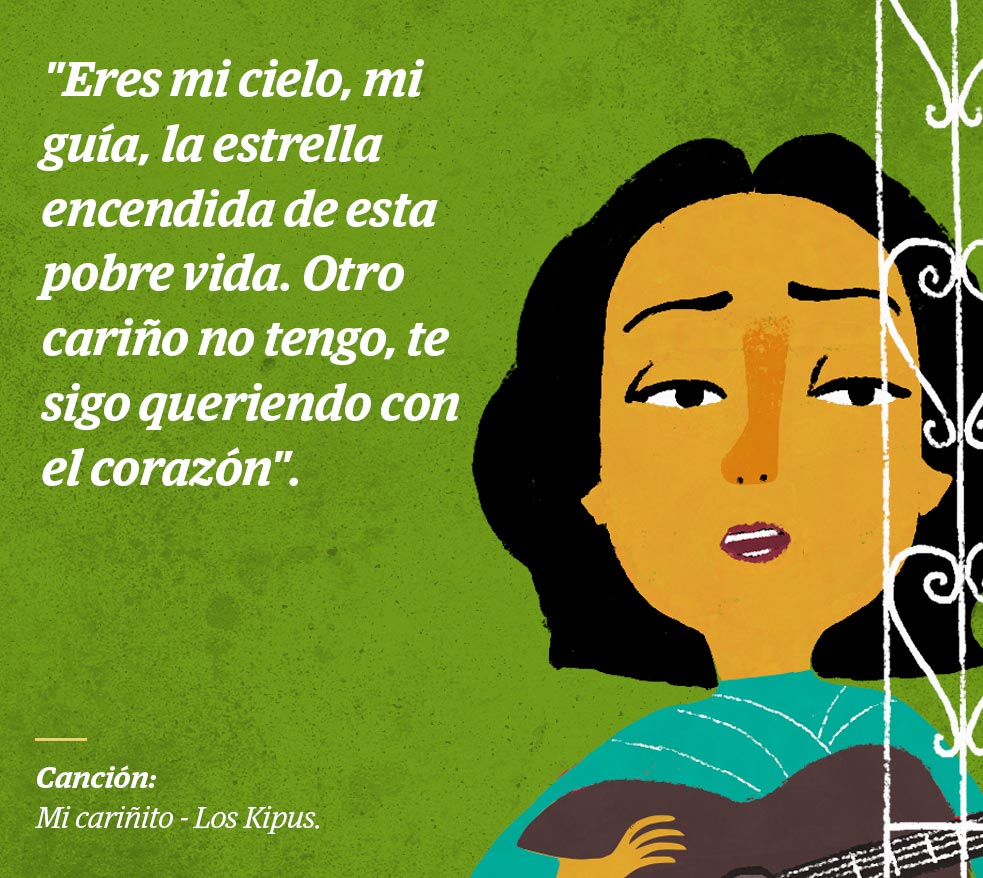 "Eres mi cielo, mi
guía, la estrella
encendida de esta
pobre vida. Otro
cariño no tengo, te
sigo queriendo con
el corazón".
Canción:
Mi cariñito - Los Kipus.